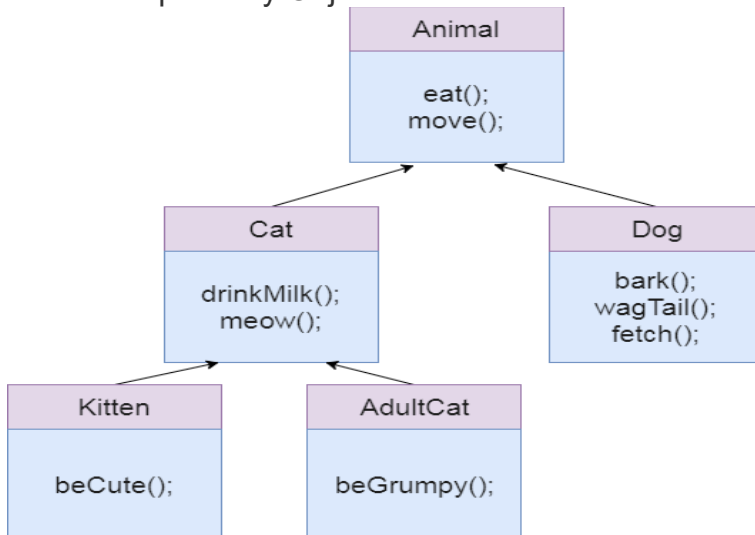 Animal
eat();
move();
Cat
drinkMilk();
meow();
Dog
bark();
wagTail();
fetch();
Kitten
beCute();
AdultCat
beGrumpy();